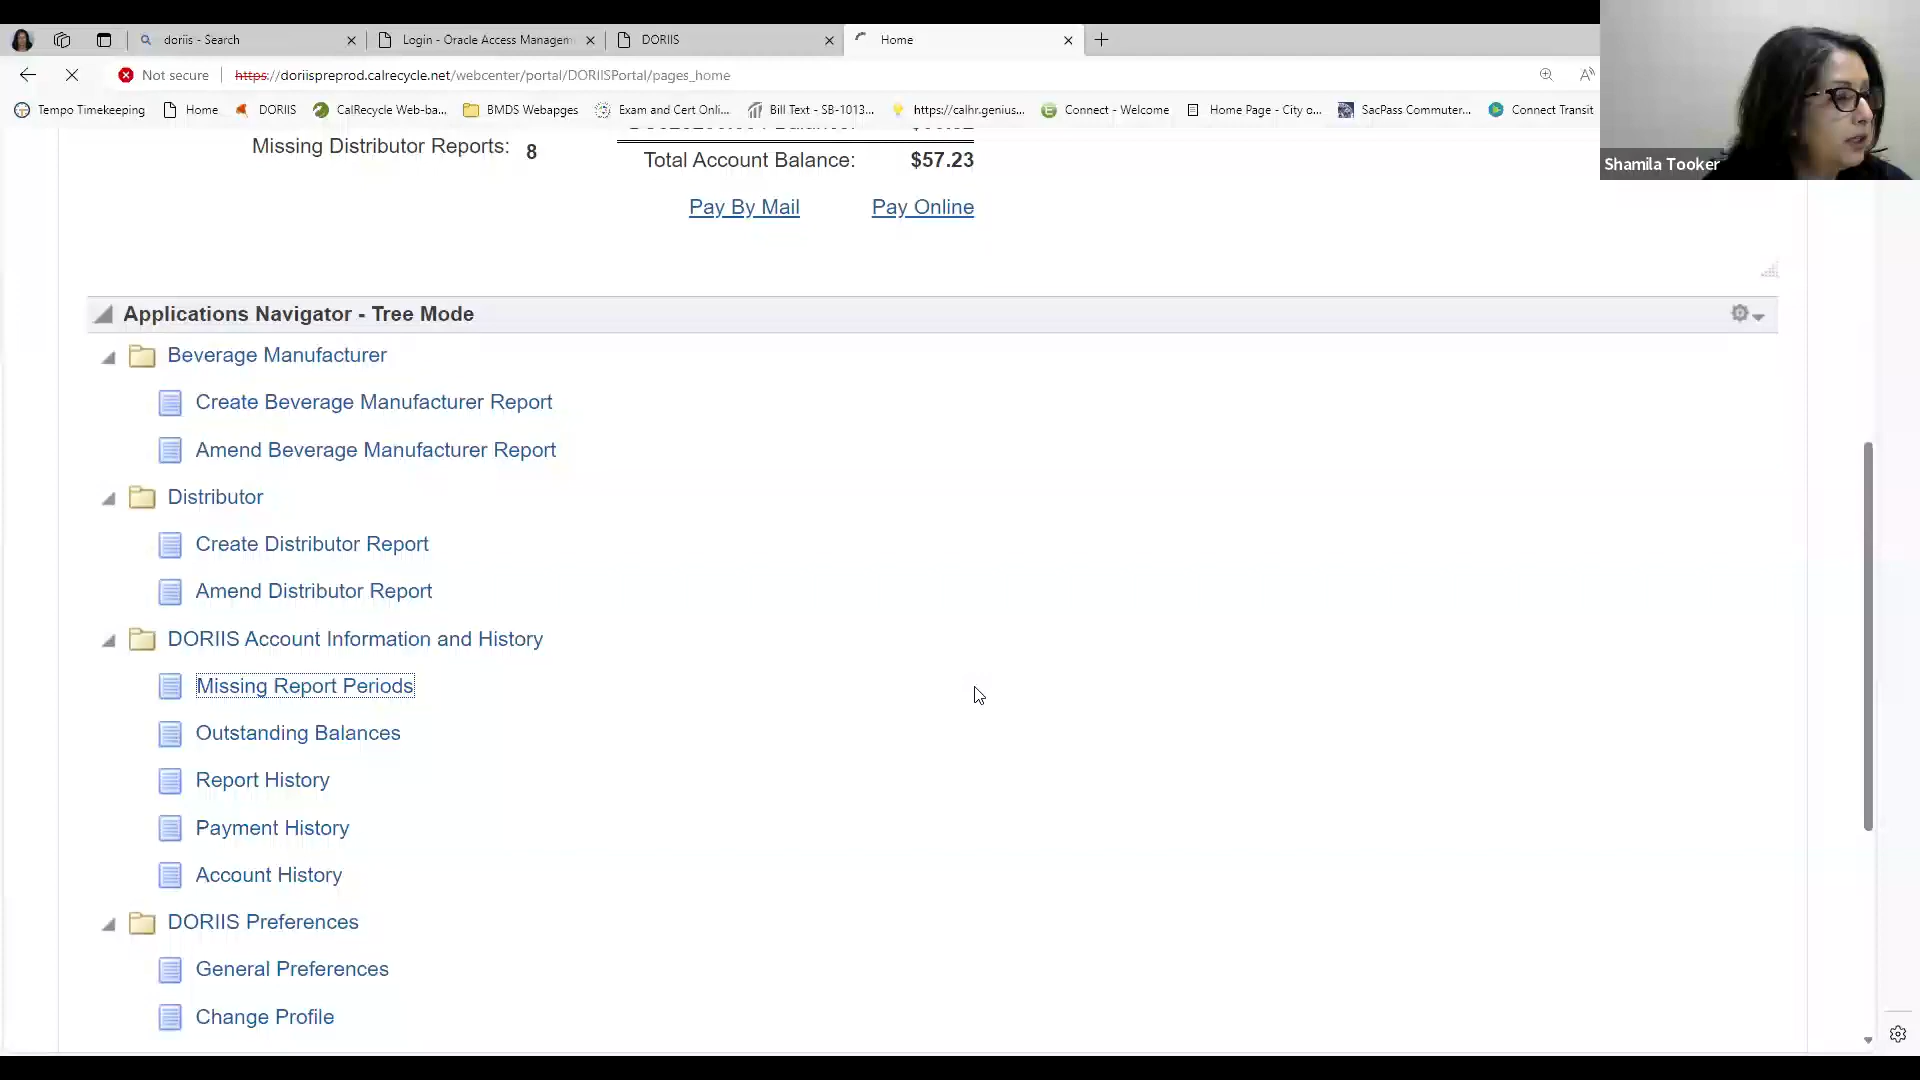 doriis - Search
Login - Oracle Access Managem
DORIIS
Home
Not secure
https://doriispreprod.calrecycle.net/webcenter/portal/DORIISPortal/pages_home
Tempo Timekeeping
Home
DORIIS
CalRecycle Web-ba...
BMDS Webapges
Exam and Cert Onli...
Bill Text - SB-1013...
https://calhr.genius...
Connect - Welcome
Home Page - City o...
SacPass Commuter...
Connect Transit
Shamila Tooker
Missing Distributor Reports: 8
Total Account Balance: $57.23
Pay By Mail
Pay Online
Applications Navigator - Tree Mode
Beverage Manufacturer
Create Beverage Manufacturer Report
Amend Beverage Manufacturer Report
Distributor
Create Distributor Report
Amend Distributor Report
DORIIS Account Information and History
Missing Report Periods
Outstanding Balances
Report History
Payment History
Account History
DORIIS Preferences
General Preferences
Change Profile